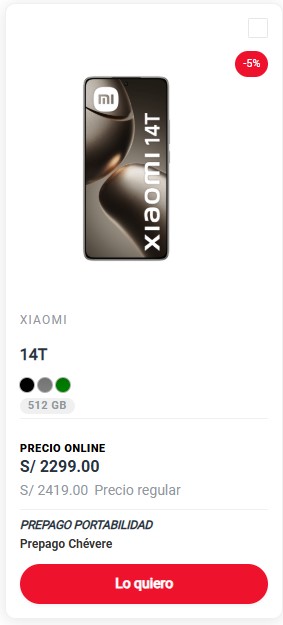 -5%
mi
xiaomi 14T
XIAOMI
14T
512 GB
PRECIO ONLINE
S/ 2299.00
S/ 2419.00 Precio regular
PREPAGO PORTABILIDAD
Prepago Chévere
Lo quiero